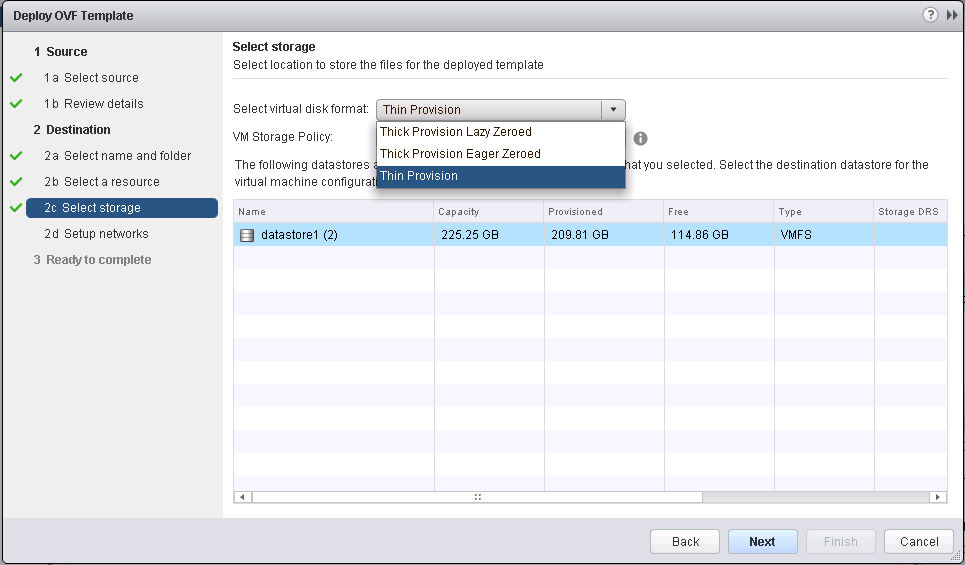 Deploy OVF Template
1 Source
1a Select source
1b Review details
2 Destination
2a Select name and folder
2b Select a resource
2c Select storage
2d Setup networks
3 Ready to complete
Select storage
Select location to store the files for the deployed template
Select virtual disk format: Thin Provision
Thick Provision Lazy Zeroed
Thick Provision Eager Zeroed
Thin Provision
VM Storage Policy:
The following datastores hat you selected. Select the destination datastore for the
virtual machine
Name Capacity Provisioned Free Type Storage DRS
datastore1 (2) 225.25 GB 209.81 GB 114.86 GB VMFS
Back Next Finish Cancel